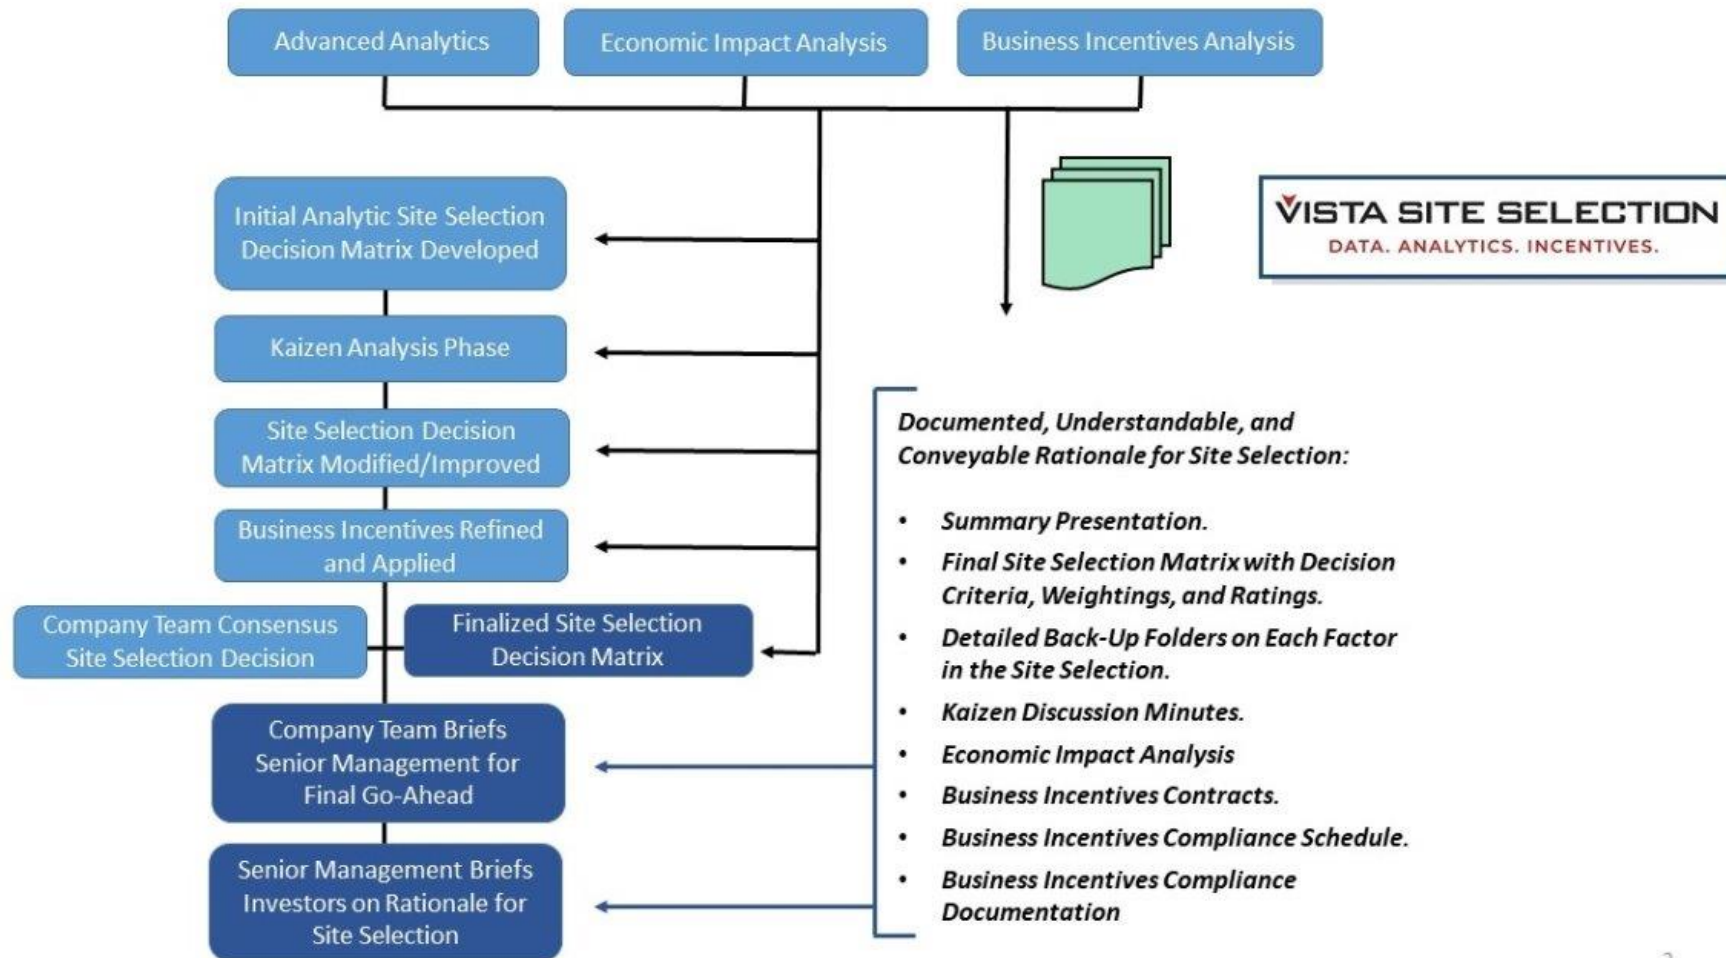 Advanced Analytics
Economic Impact Analysis
Business Incentives Analysis
Initial Analytic Site Selection
Decision Matrix Developed
VISTA SITE SELECTION
DATA. ANALYTICS. INCENTIVES.
Kaizen Analysis Phase
Site Selection Decision
Matrix Modified/Improved
Business Incentives Refined
and Applied
Company Team Consensus
Site Selection Decision
Finalized Site Selection
Decision Matrix
Company Team Briefs
Senior Management for
Final Go-Ahead
Senior Management Briefs
Investors on Rationale for
Site Selection
Documented, Understandable, and
Conveyable Rationale for Site Selection:
• Summary Presentation.
• Final Site Selection Matrix with Decision
Criteria, Weightings, and Ratings.
• Detailed Back-Up Folders on Each Factor
in the Site Selection.
• Kaizen Discussion Minutes.
• Economic Impact Analysis
• Business Incentives Contracts.
• Business Incentives Compliance Schedule.
• Business Incentives Compliance
Documentation